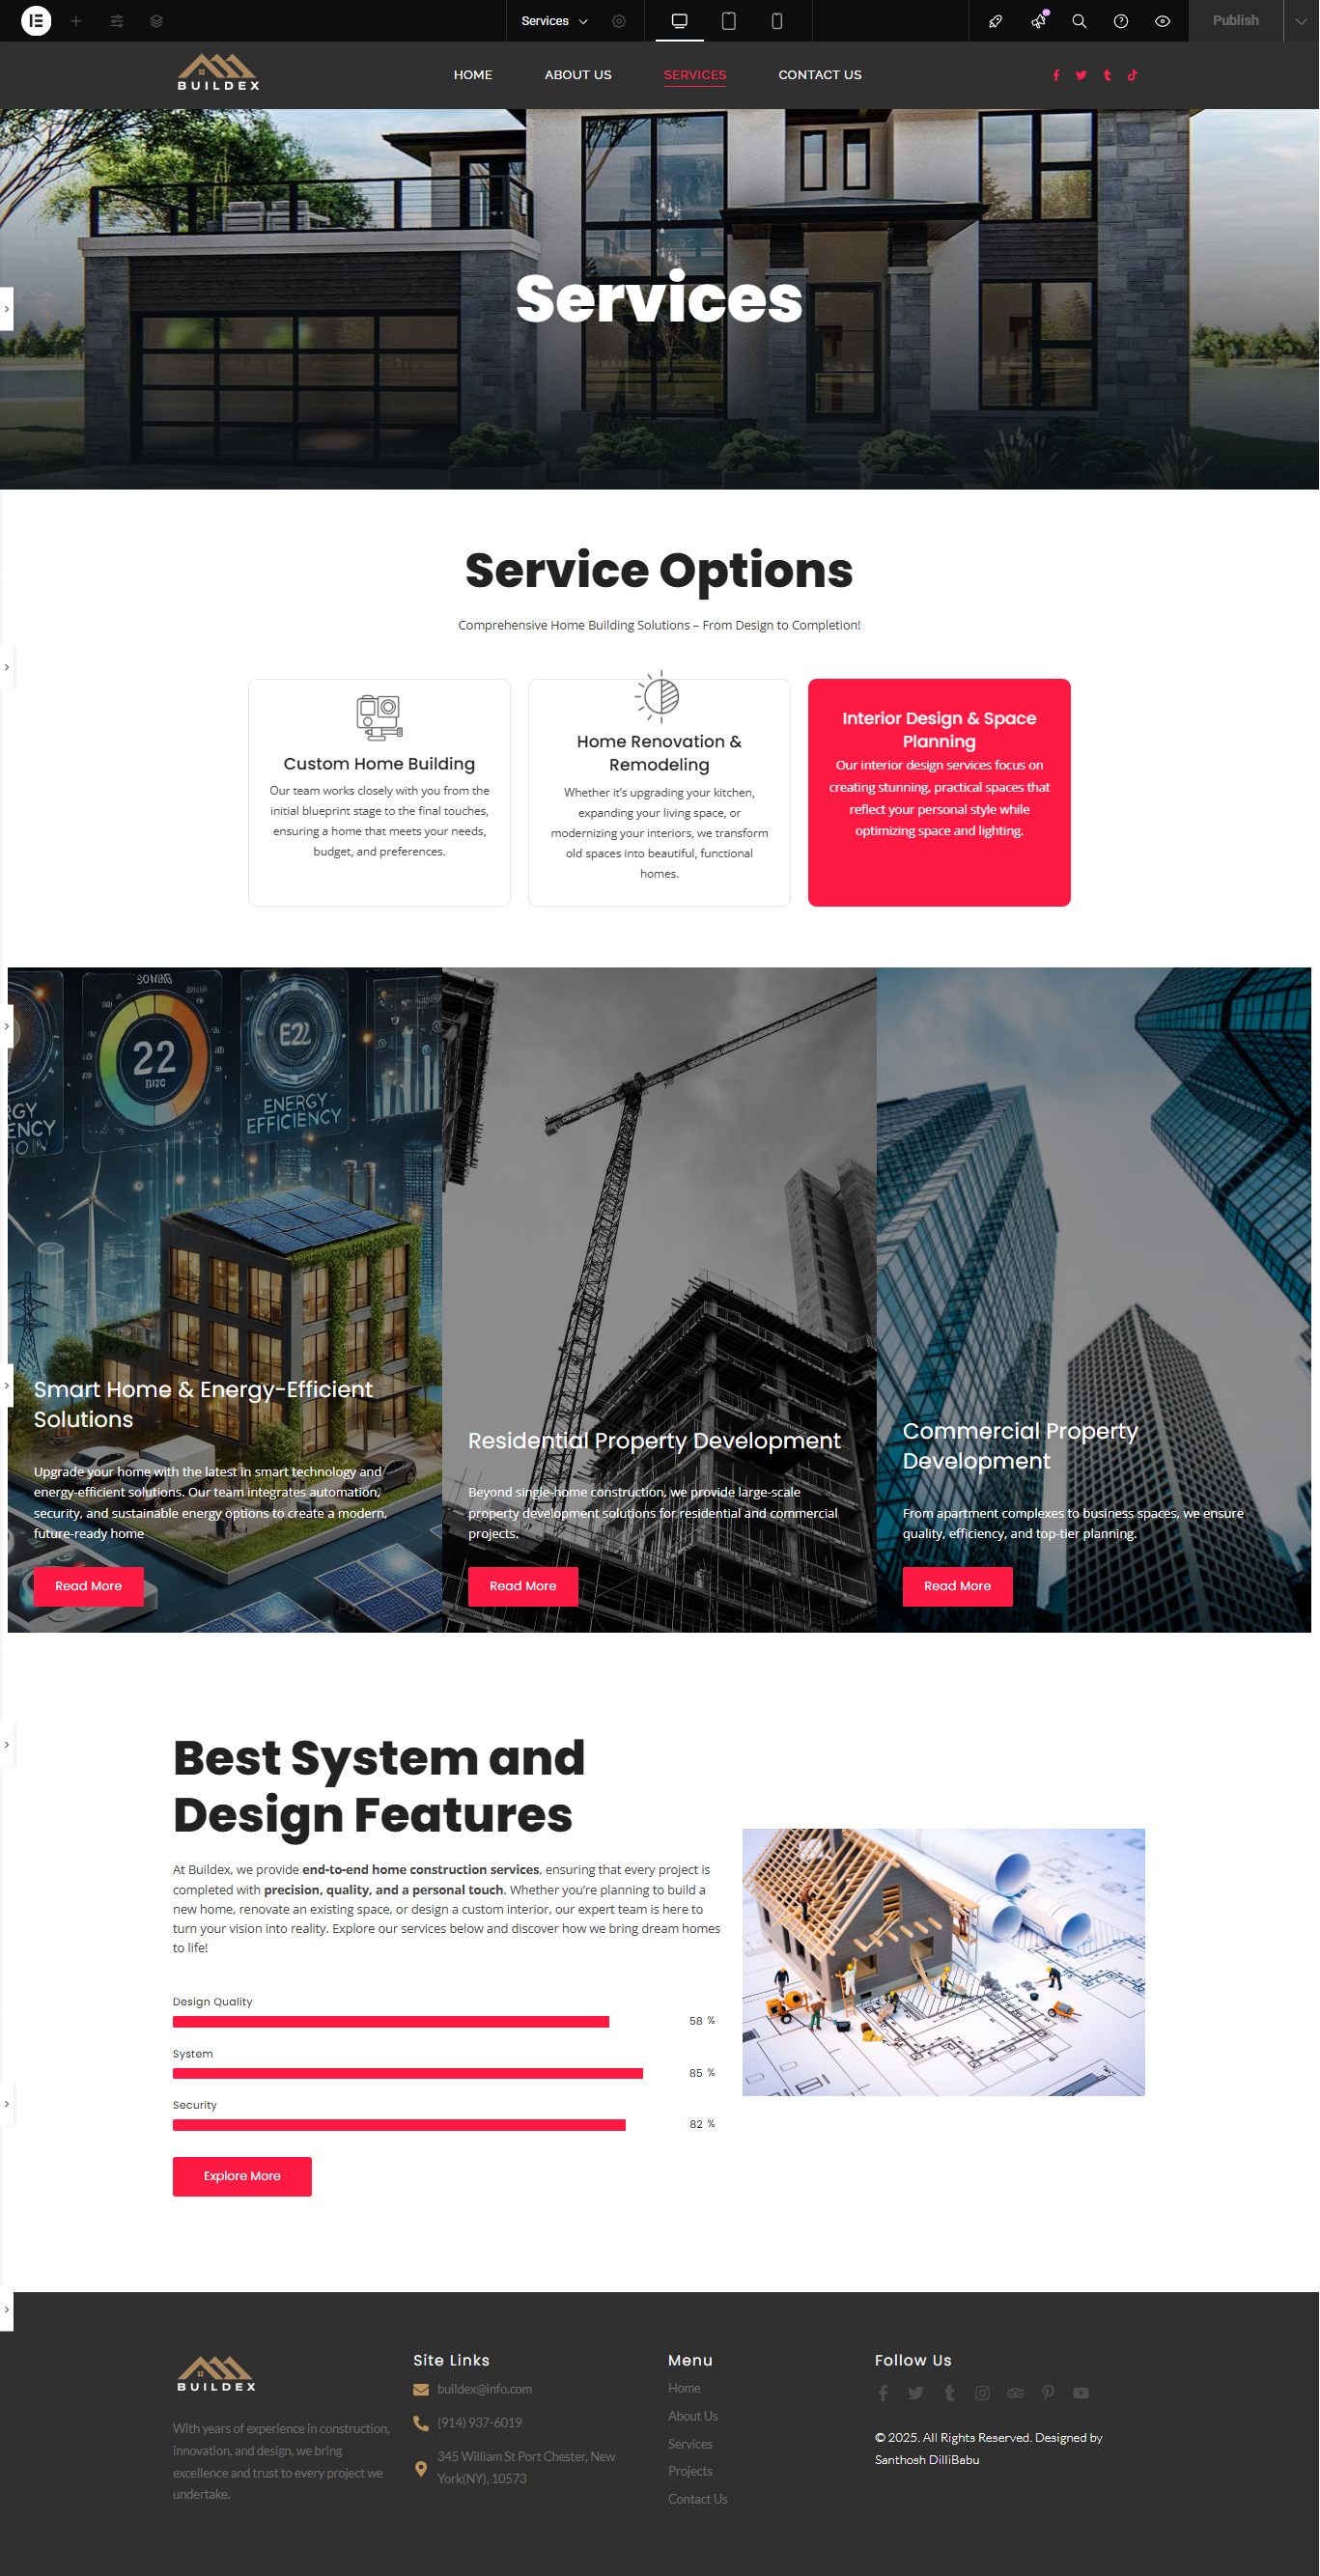 Services
Publish
BUILDEX
HOME
ABOUT US
SERVICES
CONTACT US
Services
Service Options
Comprehensive Home Building Solutions – From Design to Completion!
Custom Home Building
Our team works closely with you from the
initial blueprint stage to the final touches,
ensuring a home that meets your needs,
budget, and preferences.
Home Renovation &
Remodeling
Whether it's upgrading your kitchen,
expanding your living space, or
modernizing your interiors, we transform
old spaces into beautiful, functional
homes.
Interior Design & Space
Planning
Our interior design services focus on
creating stunning, practical spaces that
reflect your personal style while
optimizing space and lighting.
22
E2L
ENERGY
EFFICIENCY
Smart Home & Energy-Efficient
Solutions
Upgrade your home with the latest in smart technology and
energy-efficient solutions. Our team integrates automation,
security, and sustainable energy options to create a modern,
future-ready home
Read More
Residential Property Development
Beyond single-home construction, we provide large-scale
property development solutions for residential and commercial
projects.
Read More
Commercial Property
Development
From apartment complexes to business spaces, we ensure
quality, efficiency, and top-tier planning.
Read More
Best System and
Design Features
At Buildex, we provide end-to-end home construction services, ensuring that every project is
completed with precision, quality, and a personal touch. Whether you're planning to build a
new home, renovate an existing space, or design a custom interior, our expert team is here to
turn your vision into reality. Explore our services below and discover how we bring dream homes
to life!
Design Quality
58 %
System
85 %
Security
82 %
Explore More
BUILDEX
With years of experience in construction,
innovation, and design, we bring
excellence and trust to every project we
undertake.
Site Links
buildex@info.com
(914) 937-6019
345 William St Port Chester, New
York(NY), 10573
Menu
Home
About Us
Services
Projects
Contact Us
Follow Us
© 2025. All Rights Reserved. Designed by
Santhosh DilliBabu